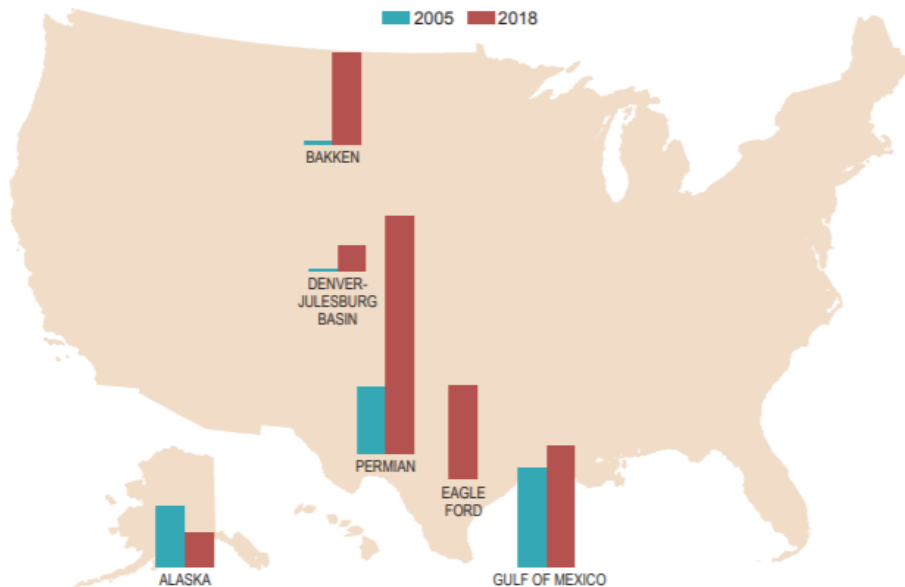 2005 2018
BAKKEN
DENVER-
JULESBURG
BASIN
PERMIAN
EAGLE
FORD
ALASKA
GULF OF MEXICO